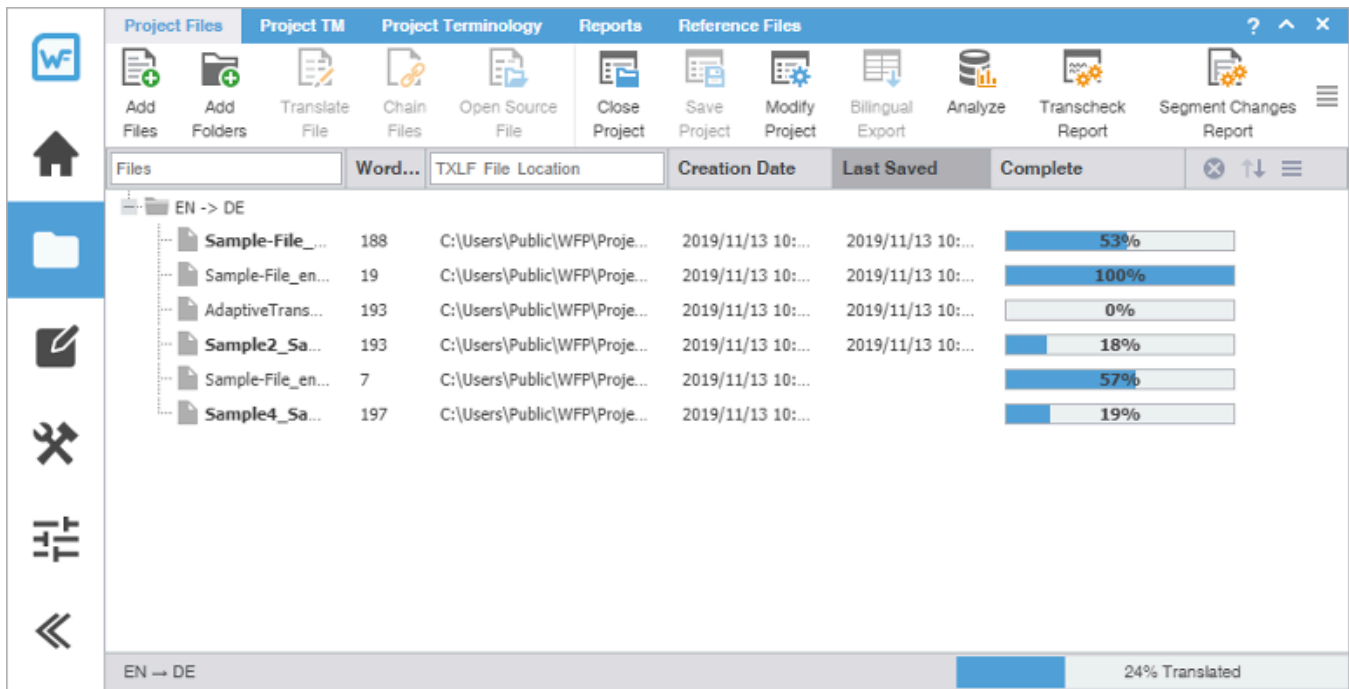 Project Files Project TM Project Terminology Reports Reference Files ? ^ ×
WF
Add Files
Add Folders
Translate File
Chain Files
Open Source File
Close Project
Save Project
Modify Project
Bilingual Export
Analyze
Transcheck Report
Segment Changes Report
Files Word... TXLF File Location Creation Date Last Saved Complete
EN -> DE
Sample-File_... 188 C:\Users\Public\WFP\Proje... 2019/11/13 10:... 2019/11/13 10:... 53%
Sample-File_en... 19 C:\Users\Public\WFP\Proje... 2019/11/13 10:... 2019/11/13 10:... 100%
AdaptiveTrans... 193 C:\Users\Public\WFP\Proje... 2019/11/13 10:... 2019/11/13 10:... 0%
Sample2_Sa... 193 C:\Users\Public\WFP\Proje... 2019/11/13 10:... 2019/11/13 10:... 18%
Sample-File_en... 7 C:\Users\Public\WFP\Proje... 2019/11/13 10:... 57%
Sample4_Sa... 197 C:\Users\Public\WFP\Proje... 2019/11/13 10:... 19%
EN → DE 24% Translated